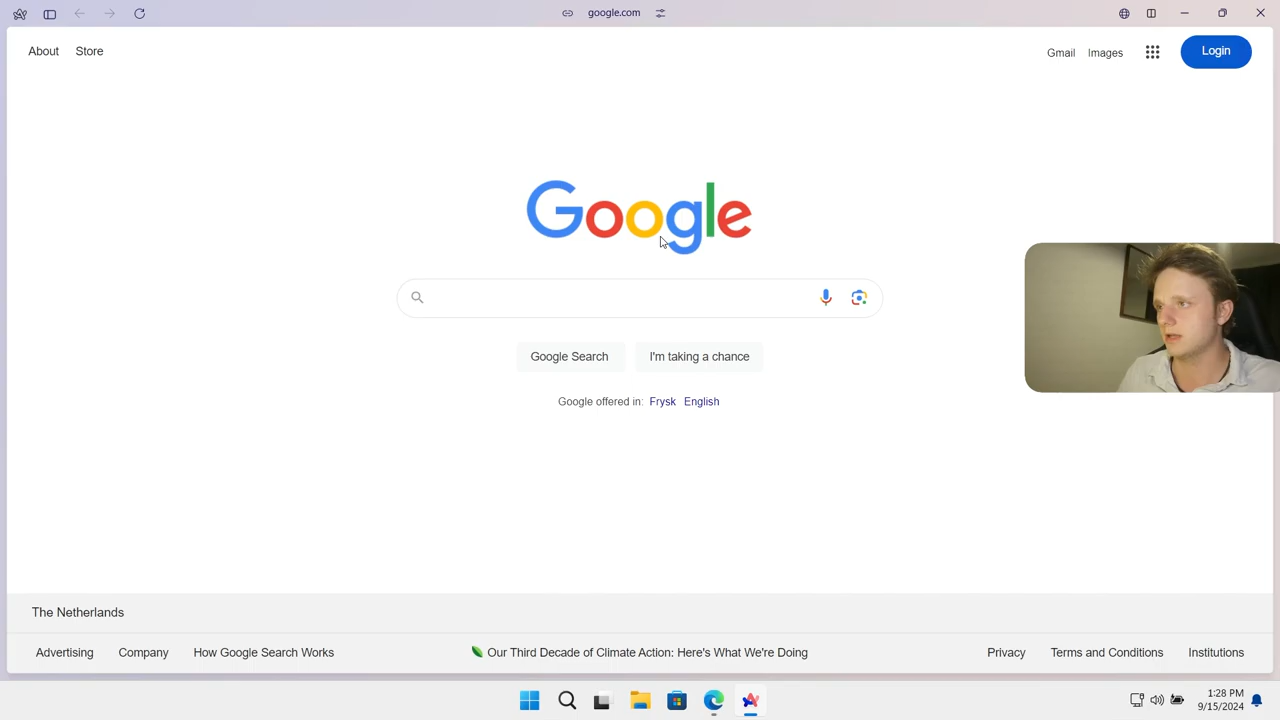 google.com
About Store
Gmail Images Login
Google
Google Search I'm taking a chance
Google offered in: Frysk English
The Netherlands
Advertising Company How Google Search Works Our Third Decade of Climate Action: Here's What We're Doing Privacy Terms and Conditions Institutions
1:28 PM
9/15/2024